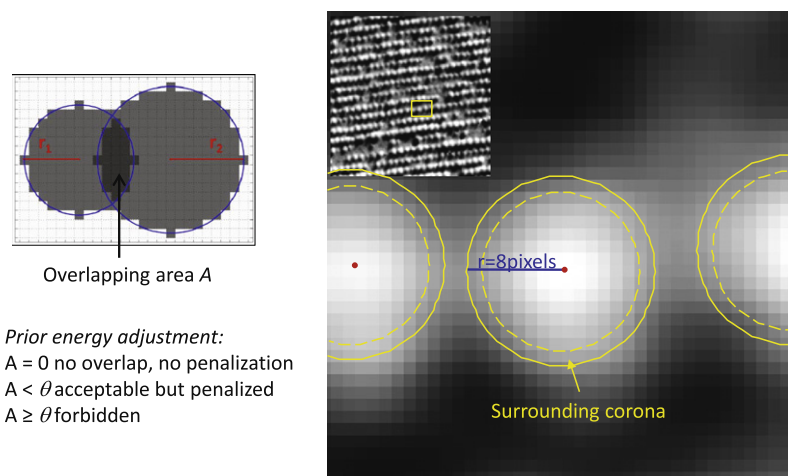 r1
r2
Overlapping area A
Prior energy adjustment:
A = 0 no overlap, no penalization
A < θ acceptable but penalized
A ≥ θ forbidden
r=8pixels
Surrounding corona